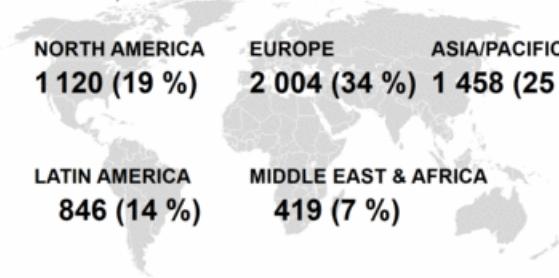 NORTH AMERICA EUROPE ASIA/PACIFIC
1 120 (19 %) 2 004 (34 %) 1 458 (25
LATIN AMERICA MIDDLE EAST & AFRICA
846 (14 %) 419 (7 %)